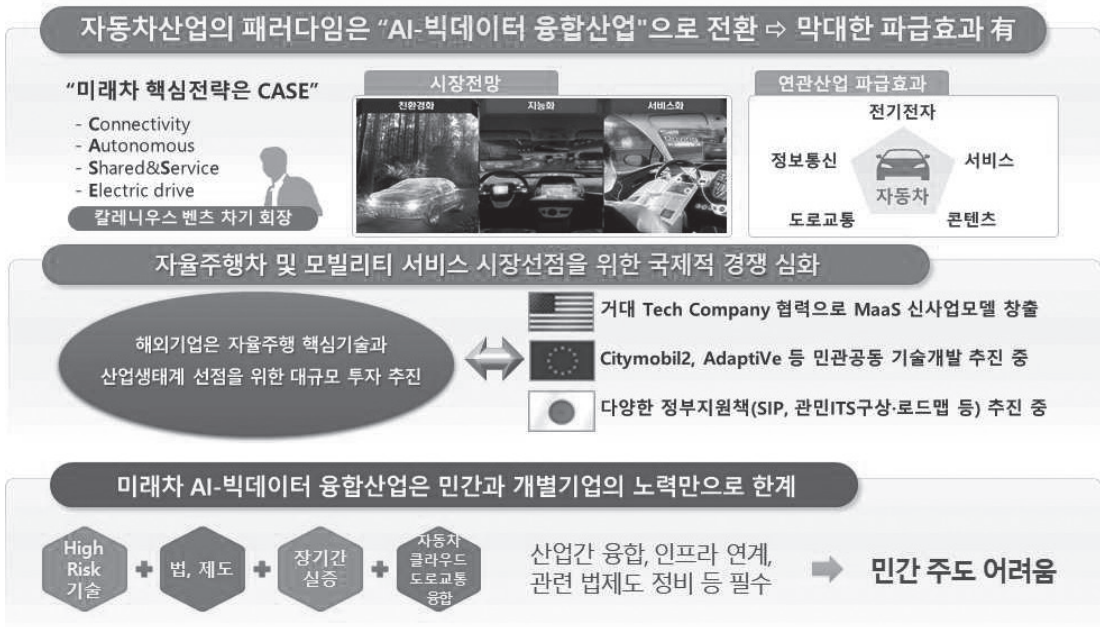 자동차산업의 패러다임은 “AI-빅데이터 융합산업"으로 전환 ⇨ 막대한 파급효과 有
“미래차 핵심전략은 CASE”
- Connectivity
- Autonomous
- Shared&Service
- Electric drive
칼레니우스 벤츠 차기 회장
시장전망
친환경화
지능화
서비스화
연관산업 파급효과
전기전자
정보통신
서비스
자동차
도로교통
콘텐츠
자율주행차 및 모빌리티 서비스 시장선점을 위한 국제적 경쟁 심화
해외기업은 자율주행 핵심기술과
산업생태계 선점을 위한 대규모 투자 추진
거대 Tech Company 협력으로 MaaS 신사업모델 창출
Citymobil2, AdaptiVe 등 민관공동 기술개발 추진 중
다양한 정부지원책(SIP, 관민ITS구상·로드맵 등) 추진 중
미래차 AI-빅데이터 융합산업은 민간과 개별기업의 노력만으로 한계
High
Risk
기술
+
법, 제도
+
장기간
실증
+
자동차
클라우드
도로교통
융합
산업간 융합, 인프라 연계,
관련 법제도 정비 등 필수
민간 주도 어려움